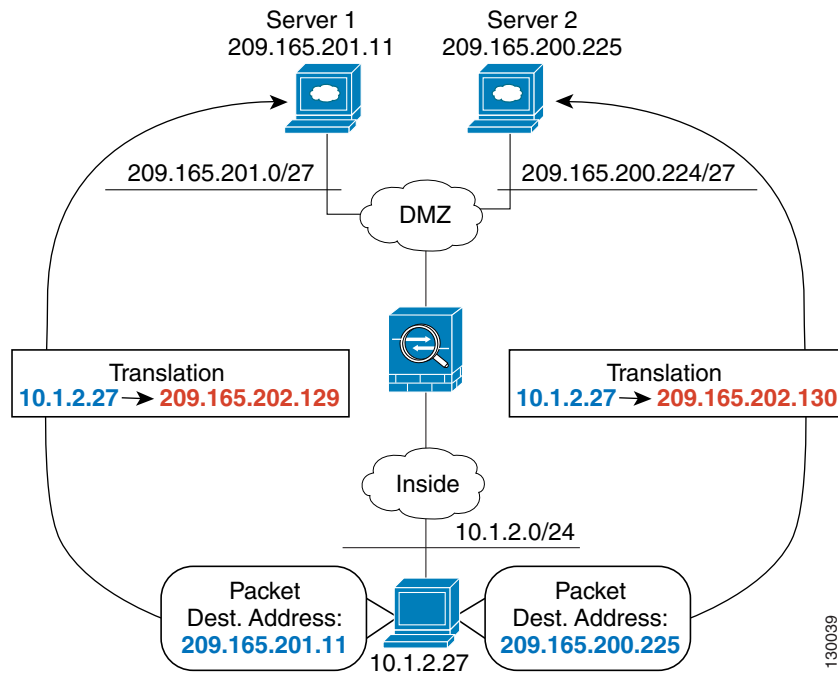 Server 1
209.165.201.11
Server 2
209.165.200.225
209.165.201.0/27
209.165.200.224/27
DMZ
Translation
10.1.2.27 209.165.202.129
Translation
10.1.2.27 209.165.202.130
Inside
10.1.2.0/24
Packet
Dest. Address:
209.165.201.11
Packet
Dest. Address:
209.165.200.225
10.1.2.27
130039